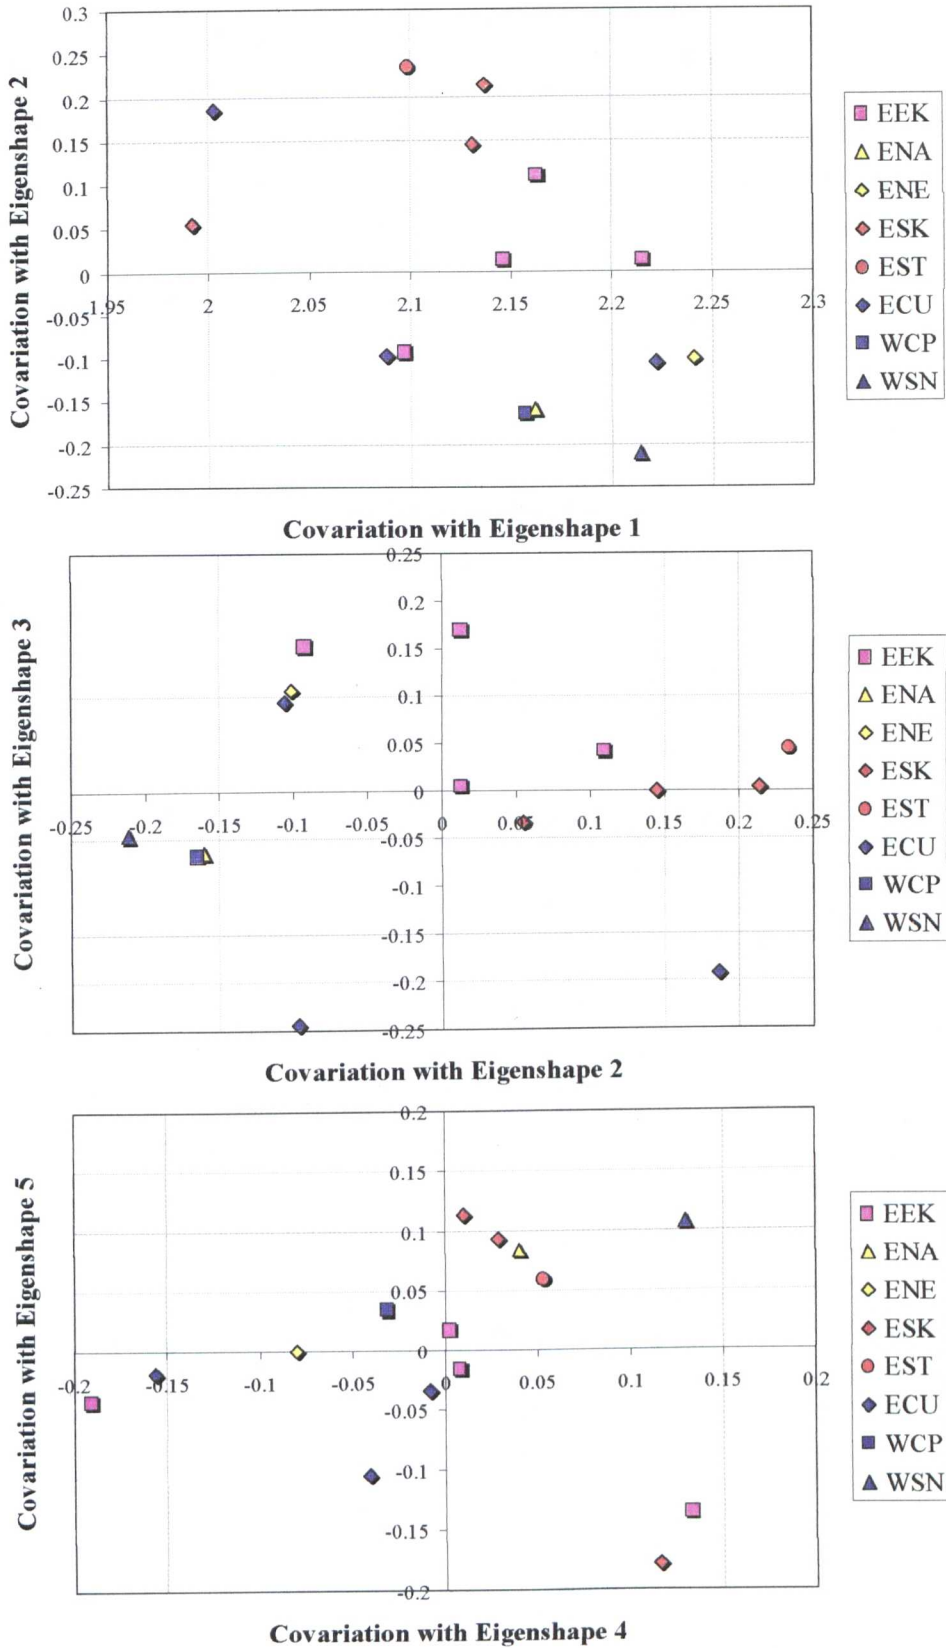 0.3
0.25
0.2
0.15
0.1
0.05
0
-0.05
-0.1
-0.15
-0.2
-0.25
1.95 2 2.05 2.1 2.15 2.2 2.25 2.3
Covariation with Eigenshape 2
Covariation with Eigenshape 1
EEK
ENA
ENE
ESK
EST
ECU
WCP
WSN
0.25
0.2
0.15
0.1
0.05
0
-0.25 -0.2 -0.15 -0.1 -0.05 0 0.05 0.1 0.15 0.2 0.25
-0.05
-0.1
-0.15
-0.2
-0.25
Covariation with Eigenshape 3
Covariation with Eigenshape 2
EEK
ENA
ENE
ESK
EST
ECU
WCP
WSN
0.2
0.15
0.1
0.05
0
-0.2 -0.15 -0.1 -0.05 0 0.05 0.1 0.15 0.2
-0.05
-0.1
-0.15
-0.2
Covariation with Eigenshape 5
Covariation with Eigenshape 4
EEK
ENA
ENE
ESK
EST
ECU
WCP
WSN